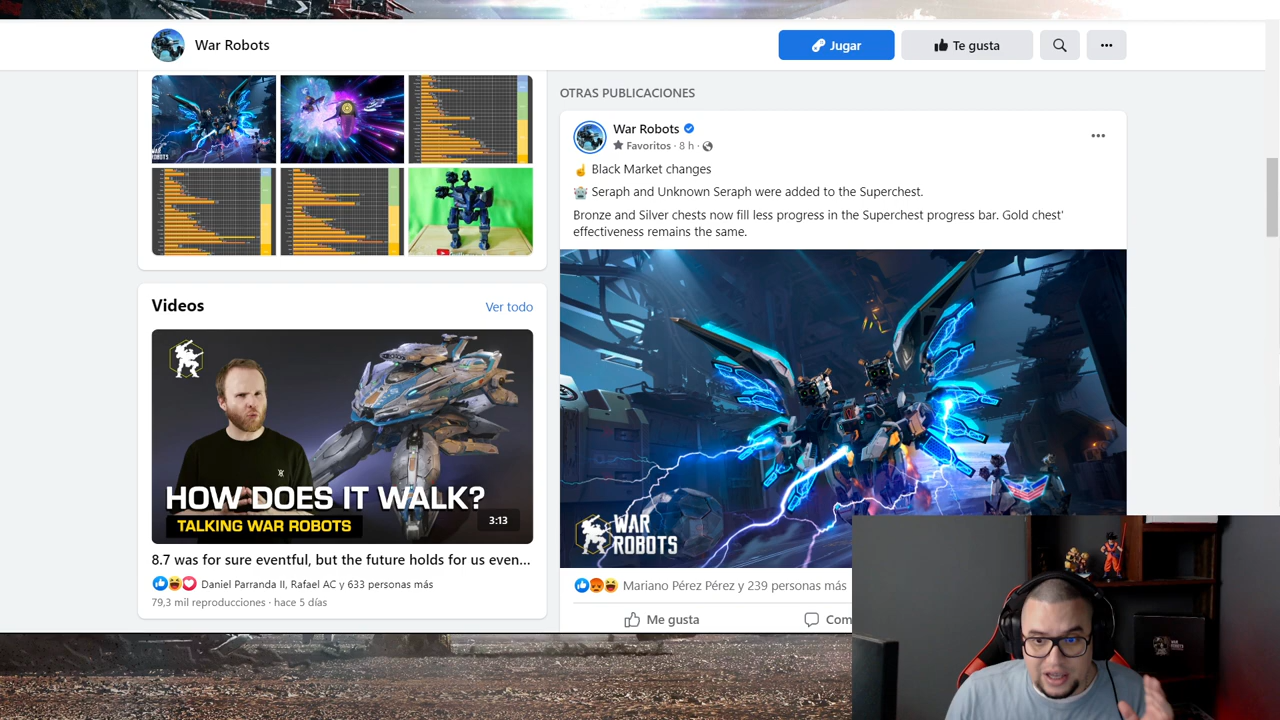 War Robots
Jugar
Te gusta
OTRAS PUBLICACIONES
War Robots
Favoritos · 8 h ·
Black Market changes
Seraph and Unknown Seraph were added to the Superchest.
Bronze and Silver chests now fill less progress in the Superchest progress bar. Gold chest'
effectiveness remains the same.
WAR
ROBOTS
Mariano Pérez Pérez y 239 personas más
Me gusta
Com
Videos
Ver todo
HOW DOES IT WALK?
TALKING WAR ROBOTS
3:13
8.7 was for sure eventful, but the future holds for us even...
Daniel Parranda II, Rafael AC y 633 personas más
79,3 mil reproducciones · hace 5 días